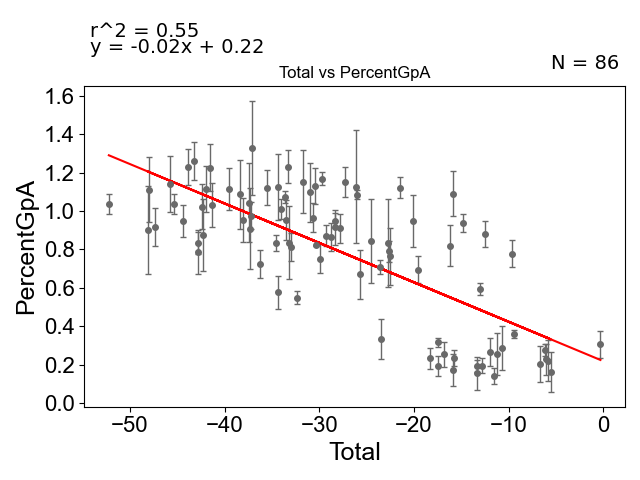 r^2 = 0.55
y = -0.02x + 0.22
N = 86
Total vs PercentGpA
1.6
1.4
1.2
1.0
0.8
0.6
0.4
0.2
0.0
PercentGpA
−50 −40 −30 −20 −10 0
Total